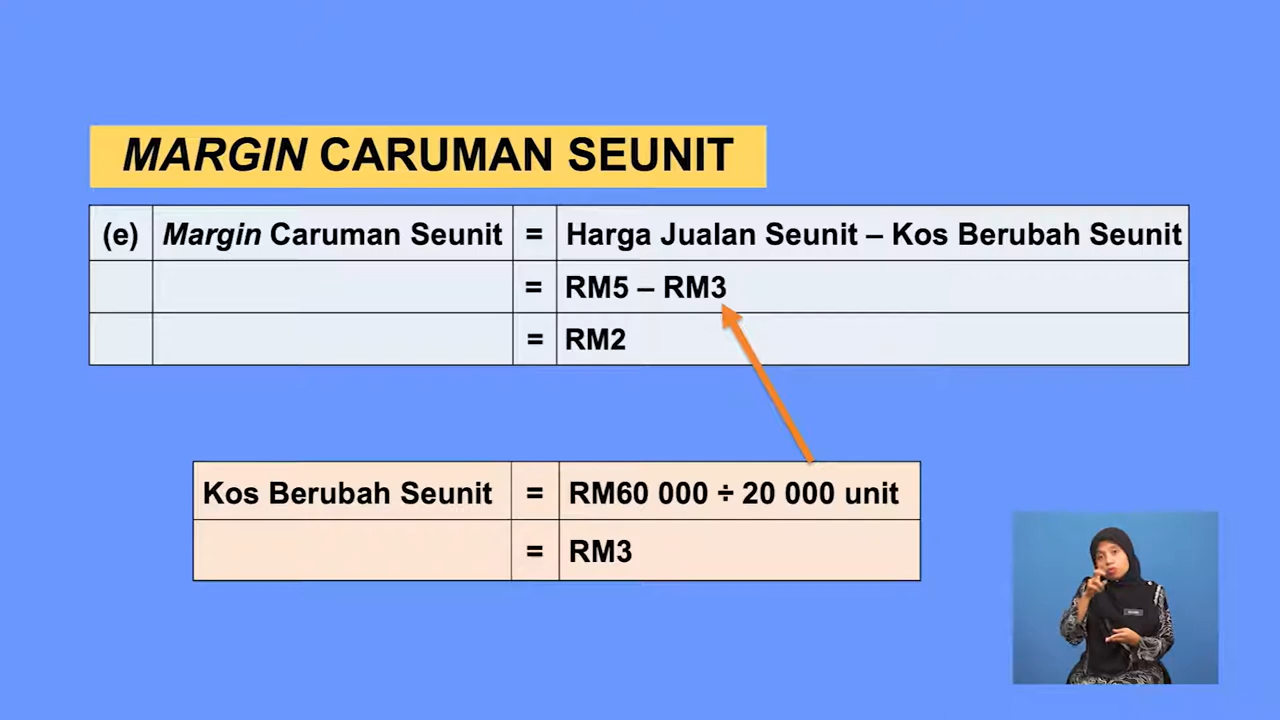 MARGIN CARUMAN SEUNIT
(e) Margin Caruman Seunit = Harga Jualan Seunit – Kos Berubah Seunit
= RM5 – RM3
= RM2
Kos Berubah Seunit = RM60 000 ÷ 20 000 unit
= RM3